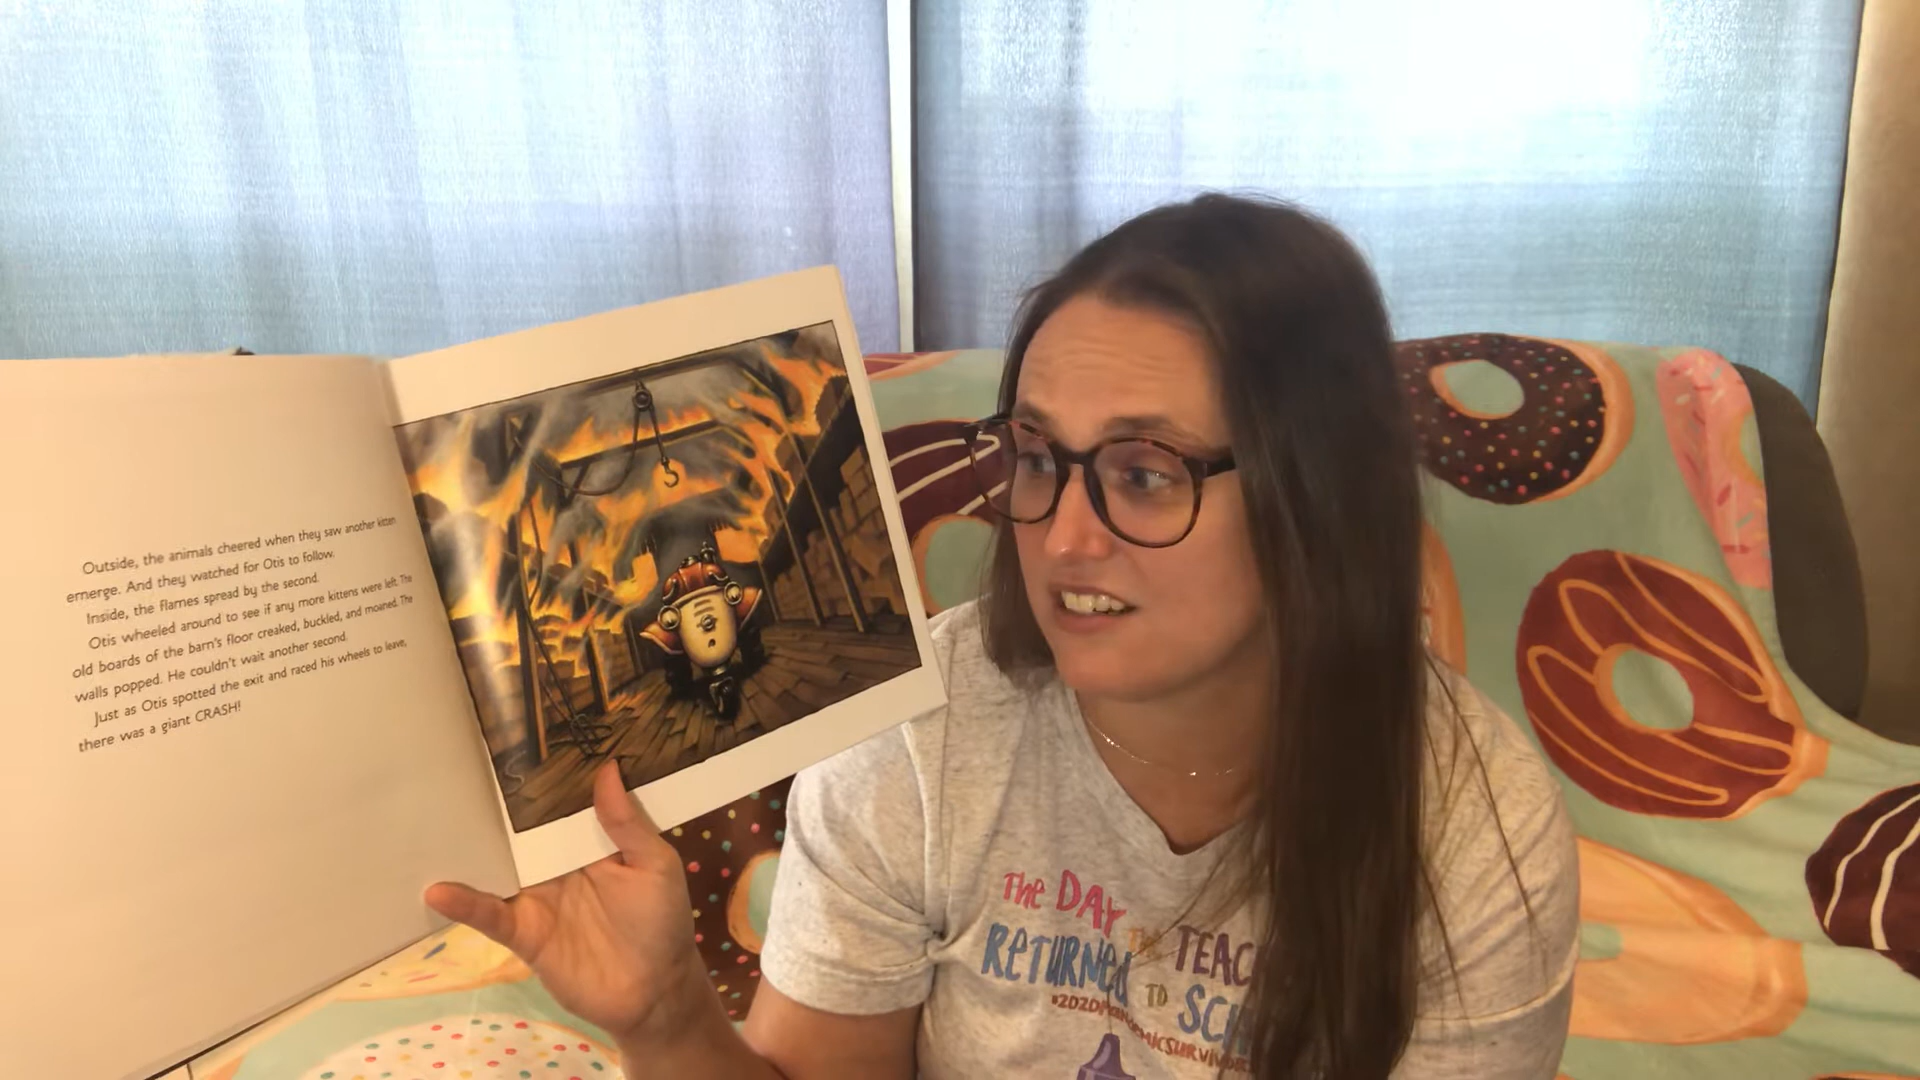 Outside, the animals cheered when they saw another kitten
emerge. And they watched for Otis to follow.
Inside, the flames spread by the second.
Otis wheeled around to see if any more kittens were left. The
old boards of the barn's floor creaked, buckled, and moaned. The
walls popped. He couldn't wait another second.
Just as Otis spotted the exit and raced his wheels to leave,
there was a giant CRASH!
The DAY
THE TEAC
RETURNED TO SCH